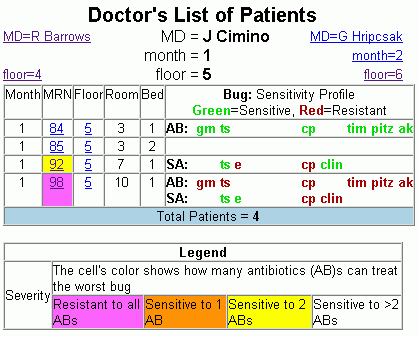 Doctor's List of Patients
MD=R Barrows MD = J Cimino MD=G Hripcsak
month = 1 month=2
floor=4 floor = 5 floor=6
Month MRN Floor Room Bed Bug: Sensitivity Profile
Green=Sensitive, Red=Resistant
1 84 5 3 1 AB: gm ts cp tim pitz ak
1 85 5 3 2
1 92 5 7 1 SA: ts e cp clin
1 98 5 10 1 AB: gm ts cp tim pitz ak
SA: ts e cp clin
Total Patients = 4
Legend
Severity
The cell's color shows how many antibiotics (AB)s can treat
the worst bug
Resistant to all ABs
Sensitive to 1 AB
Sensitive to 2 ABs
Sensitive to >2 ABs